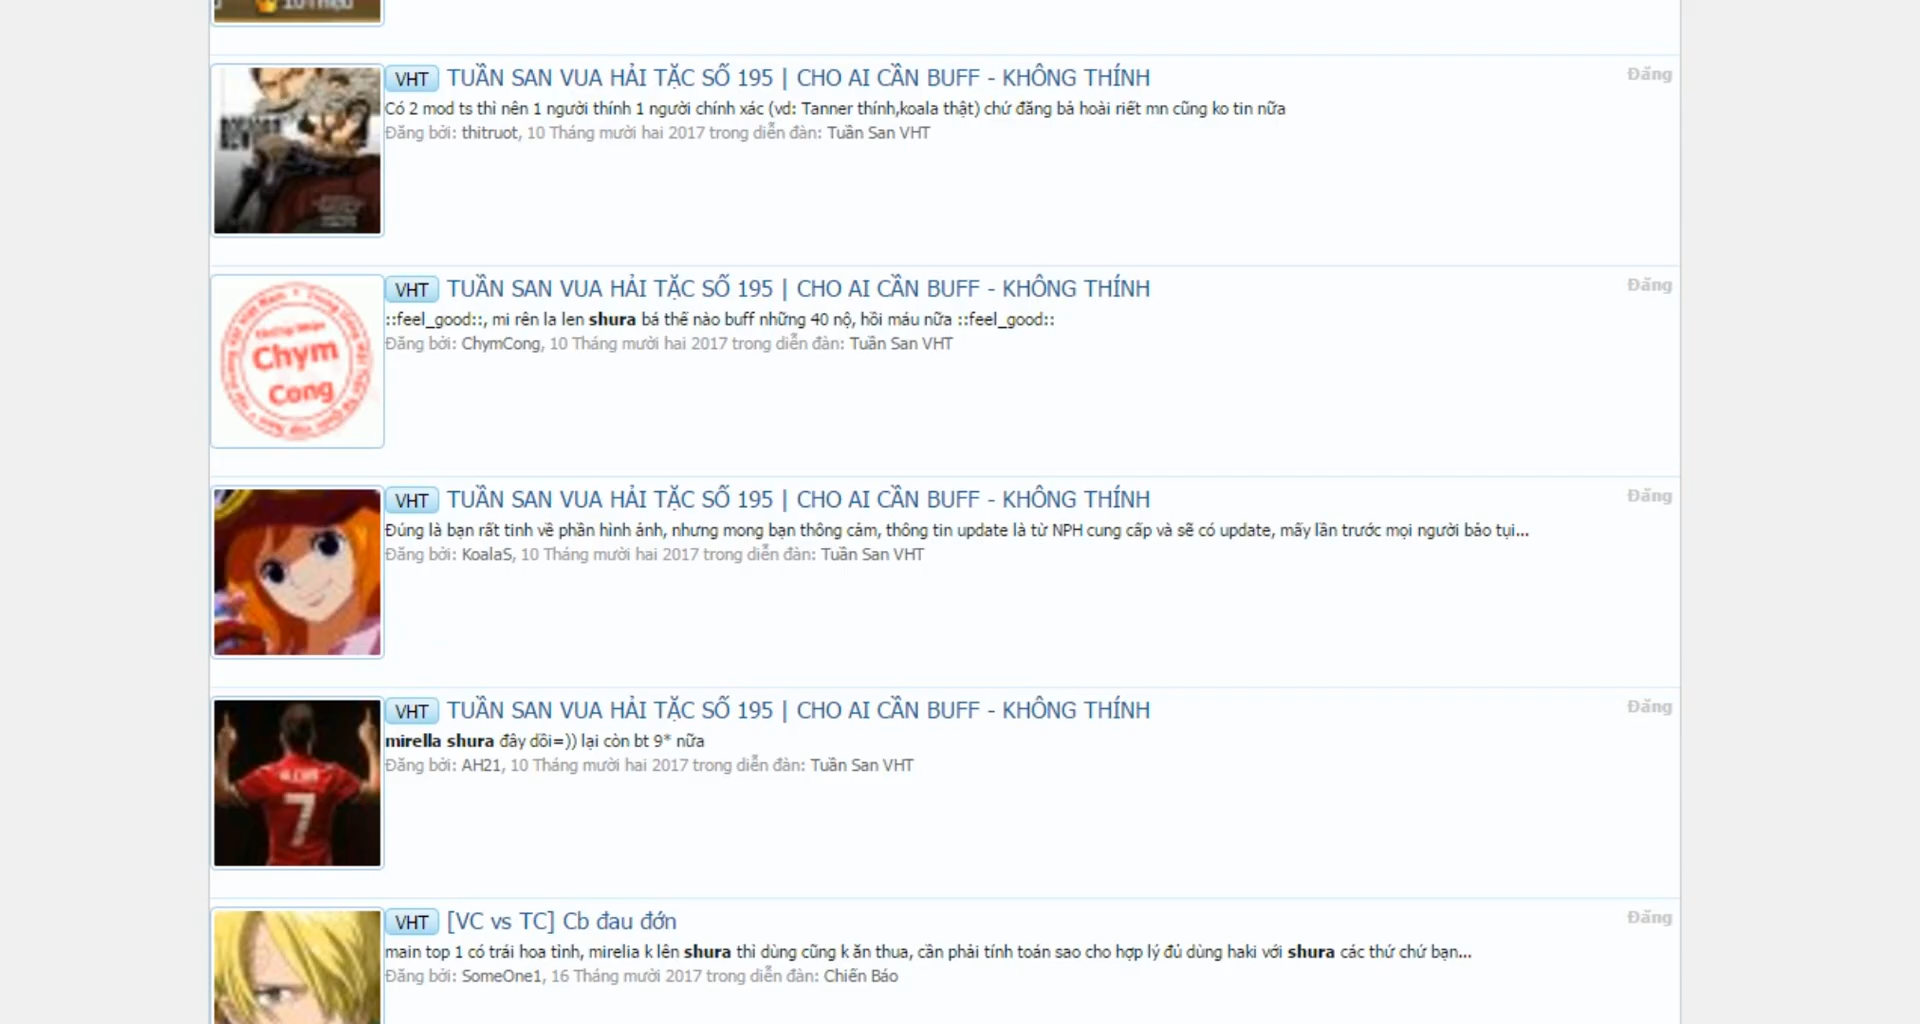 10 Triệu
VHT TUẦN SAN VUA HẢI TẶC SỐ 195 | CHO AI CẦN BUFF - KHÔNG THÍNH
Đăng
Có 2 mod ts thì nên 1 người thính 1 người chính xác (vd: Tanner thính,koala thật) chứ đăng bả hoài riết mn cũng ko tin nữa
Đăng bởi: thitruot, 10 Tháng mười hai 2017 trong diễn đàn: Tuần San VHT
VHT TUẦN SAN VUA HẢI TẶC SỐ 195 | CHO AI CẦN BUFF - KHÔNG THÍNH
Đăng
::feel_good::, mi rên la len shura bá thế nào buff những 40 nộ, hồi máu nữa ::feel_good::
Đăng bởi: ChymCong, 10 Tháng mười hai 2017 trong diễn đàn: Tuần San VHT
Chym
Cong
VHT TUẦN SAN VUA HẢI TẶC SỐ 195 | CHO AI CẦN BUFF - KHÔNG THÍNH
Đăng
Đúng là bạn rất tinh về phần hình ảnh, nhưng mong bạn thông cảm, thông tin update là từ NPH cung cấp và sẽ có update, mấy lần trước mọi người bảo tụi...
Đăng bởi: KoalaS, 10 Tháng mười hai 2017 trong diễn đàn: Tuần San VHT
VHT TUẦN SAN VUA HẢI TẶC SỐ 195 | CHO AI CẦN BUFF - KHÔNG THÍNH
Đăng
mirella shura đây dồi=)) lại còn bt 9* nữa
Đăng bởi: AH21, 10 Tháng mười hai 2017 trong diễn đàn: Tuần San VHT
7
VHT [VC vs TC] Cb đau đớn
Đăng
main top 1 có trái hoa tình, mirelia k lên shura thì dùng cũng k ăn thua, cần phải tính toán sao cho hợp lý đủ dùng haki với shura các thứ chứ bạn...
Đăng bởi: SomeOne1, 16 Tháng mười 2017 trong diễn đàn: Chiến Báo